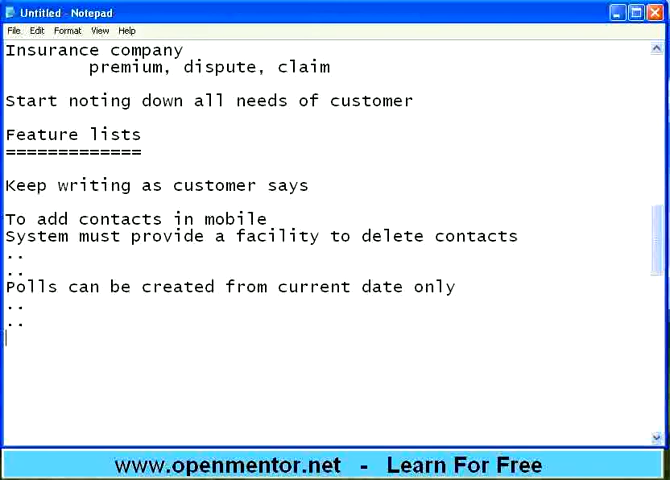 Untitled - Notepad
File Edit Format View Help
Insurance company
premium, dispute, claim
Start noting down all needs of customer
Feature lists
=============
Keep writing as customer says
To add contacts in mobile
System must provide a facility to delete contacts
..
..
Polls can be created from current date only
..
..
www.openmentor.net - Learn For Free